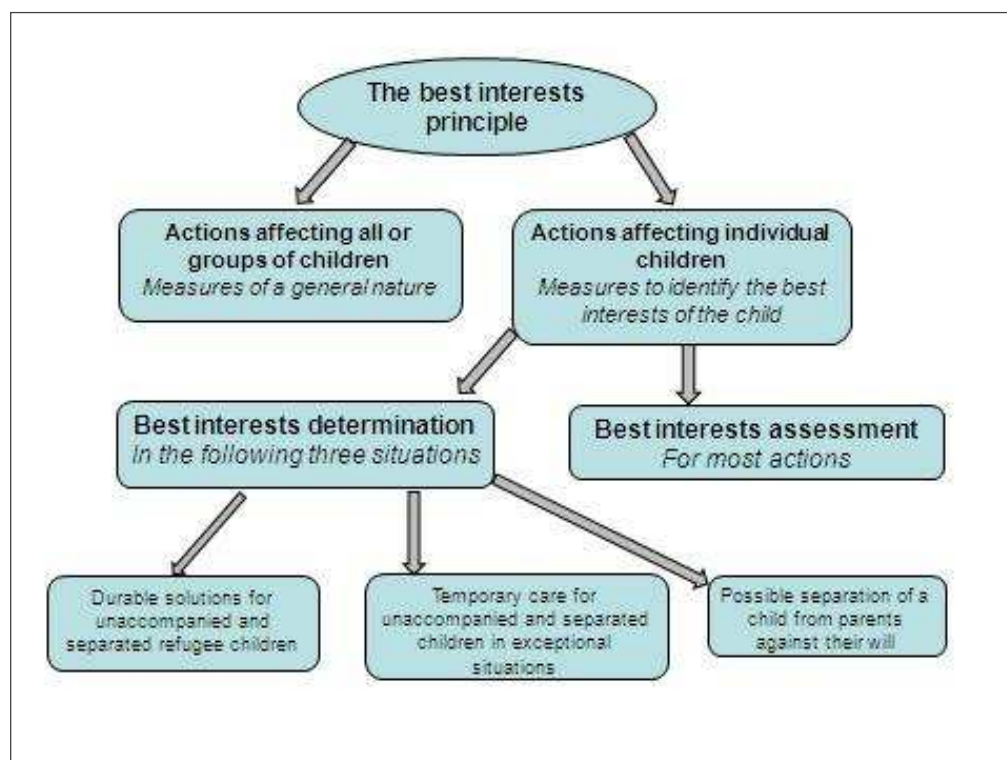 The best interests
principle
Actions affecting all or
groups of children
Measures of a general nature
Actions affecting individual
children
Measures to identify the best
interests of the child
Best interests determination
In the following three situations
Best interests assessment
For most actions
Durable solutions for
unaccompanied and
separated refugee children
Temporary care for
unaccompanied and separated
children in exceptional
situations
Possible separation of a
child from parents
against their will